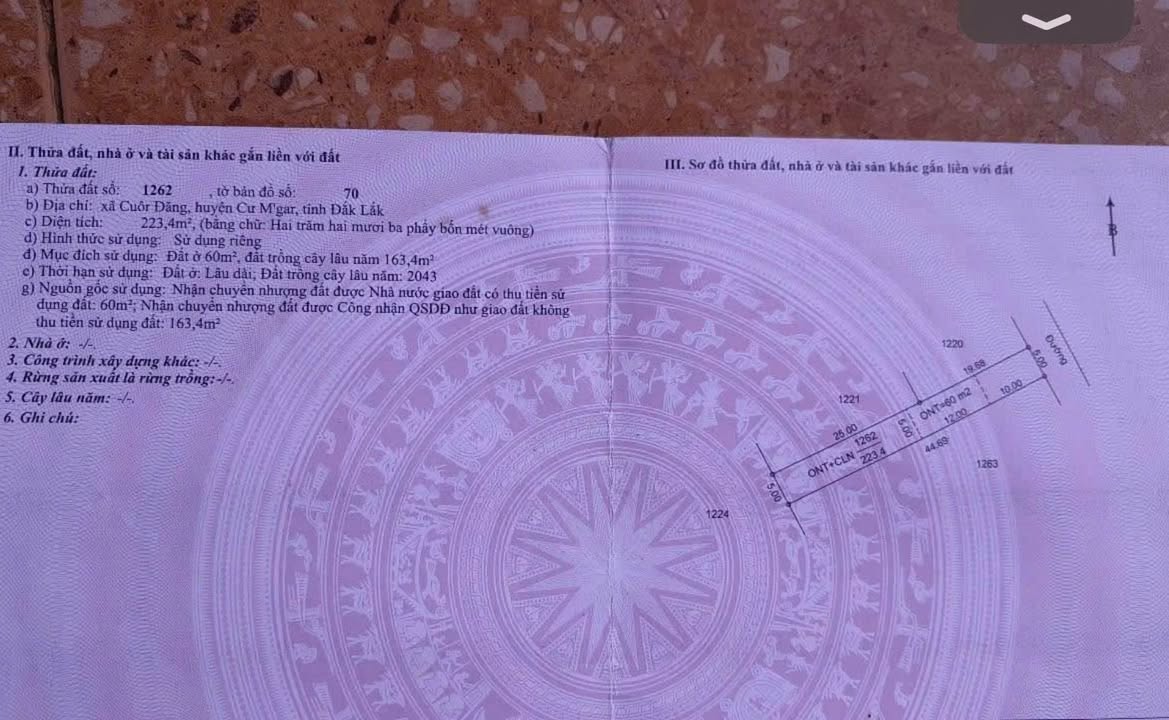 II. Thửa đất, nhà ở và tài sản khác gắn liền với đất
1. Thửa đất:
a) Thửa đất số: 1262 , tờ bản đồ số: 70
b) Địa chỉ: xã Cuôr Đăng, huyện Cư M'gar, tỉnh Đắk Lắk
c) Diện tích: 223,4m², (bằng chữ: Hai trăm hai mươi ba phẩy bốn mét vuông)
d) Hình thức sử dụng: Sử dụng riêng
đ) Mục đích sử dụng: Đất ở 60m², đất trồng cây lâu năm 163,4m²
e) Thời hạn sử dụng: Đất ở: Lâu dài; Đất trồng cây lâu năm: 2043
g) Nguồn gốc sử dụng: Nhận chuyển nhượng đất được Nhà nước giao đất có thu tiền sử
dụng đất: 60m²; Nhận chuyển nhượng đất được Công nhận QSDĐ như giao đất không
thu tiền sử dụng đất: 163,4m²
2. Nhà ở: -/-.
3. Công trình xây dựng khác: -/-.
4. Rừng sản xuất là rừng trồng:-/-.
5. Cây lâu năm: -/-.
6. Ghi chú:
III. Sơ đồ thửa đất, nhà ở và tài sản khác gắn liền với đất
B
1220
Đường
5.00
19.68
10.00
1221
ONT=60 m2
12.00
5.00
25.00
44.69
ONT+CLN 1262
223.4
1263
5.00
1224